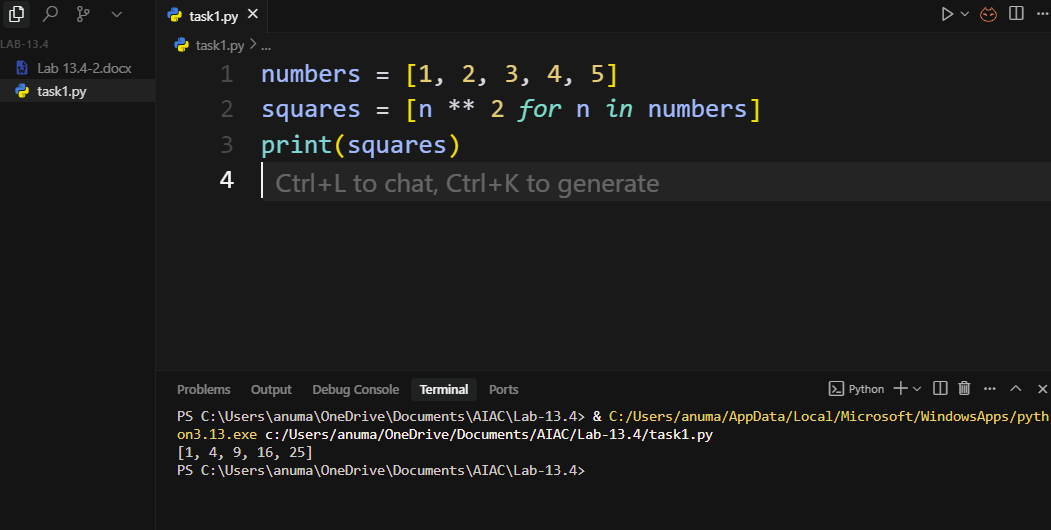 task1.py
LAB-13.4
Lab 13.4-2.docx
task1.py
task1.py > ...
1 numbers = [1, 2, 3, 4, 5]
2 squares = [n ** 2 for n in numbers]
3 print(squares)
4 Ctrl+L to chat, Ctrl+K to generate
Problems Output Debug Console Terminal Ports
Python
PS C:\Users\anuma\OneDrive\Documents\AIAC\Lab-13.4> & C:/Users/anuma/AppData/Local/Microsoft/WindowsApps/pyth
on3.13.exe c:/Users/anuma/OneDrive/Documents/AIAC/Lab-13.4/task1.py
[1, 4, 9, 16, 25]
PS C:\Users\anuma\OneDrive\Documents\AIAC\Lab-13.4>